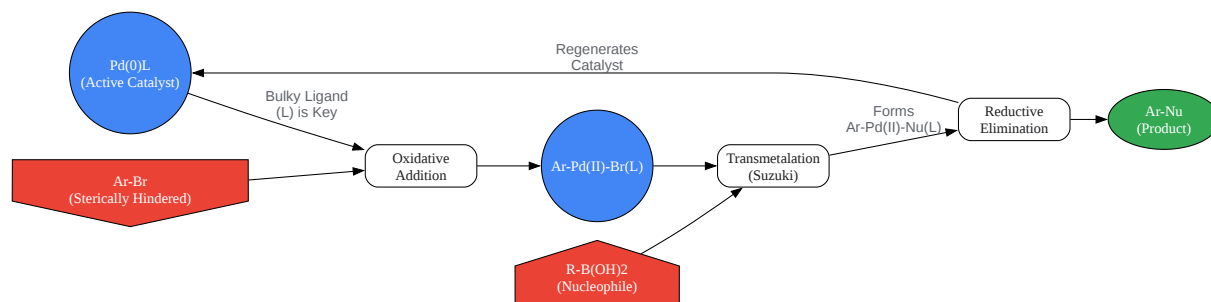 Pd(0)L
(Active Catalyst)
Regenerates
Catalyst
Bulky Ligand
(L) is Key
Ar-Br
(Sterically Hindered)
Oxidative
Addition
Ar-Pd(II)-Br(L)
R-B(OH)2
(Nucleophile)
Transmetalation
(Suzuki)
Forms
Ar-Pd(II)-Nu(L)
Reductive
Elimination
Ar-Nu
(Product)